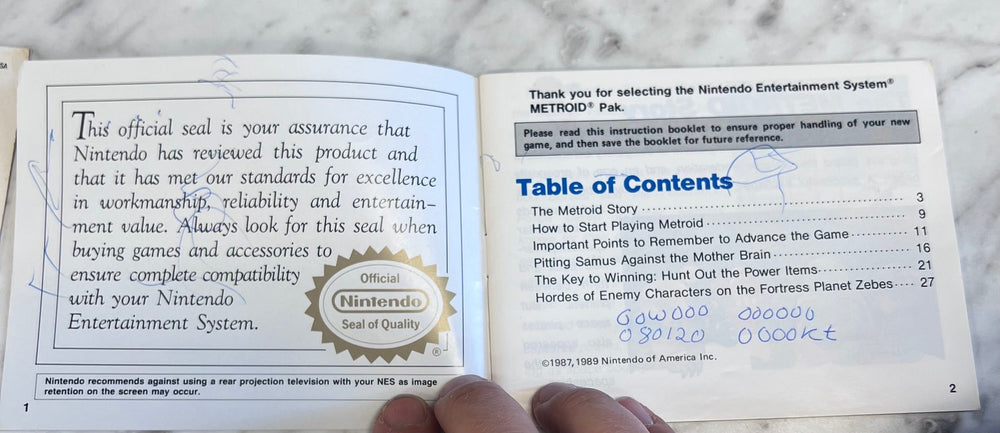 SA
This official seal is your assurance that
Nintendo has reviewed this product and
that it has met our standards for excellence
in workmanship, reliability and entertain-
ment value. Always look for this seal when
buying games and accessories to
ensure complete compatibility
with your Nintendo
Entertainment System.
Official
Nintendo
Seal of Quality
®
Nintendo recommends against using a rear projection television with your NES as image
retention on the screen may occur.
1
Thank you for selecting the Nintendo Entertainment System®
METROID® Pak.
Please read this instruction booklet to ensure proper handling of your new
game, and then save the booklet for future reference.
Table of Contents
The Metroid Story 3
How to Start Playing Metroid 9
Important Points to Remember to Advance the Game 11
Pitting Samus Against the Mother Brain 16
The Key to Winning: Hunt Out the Power Items 21
Hordes of Enemy Characters on the Fortress Planet Zebes 27
GOW000 000000
080120 0000Kt
©1987,1989 Nintendo of America Inc.
2